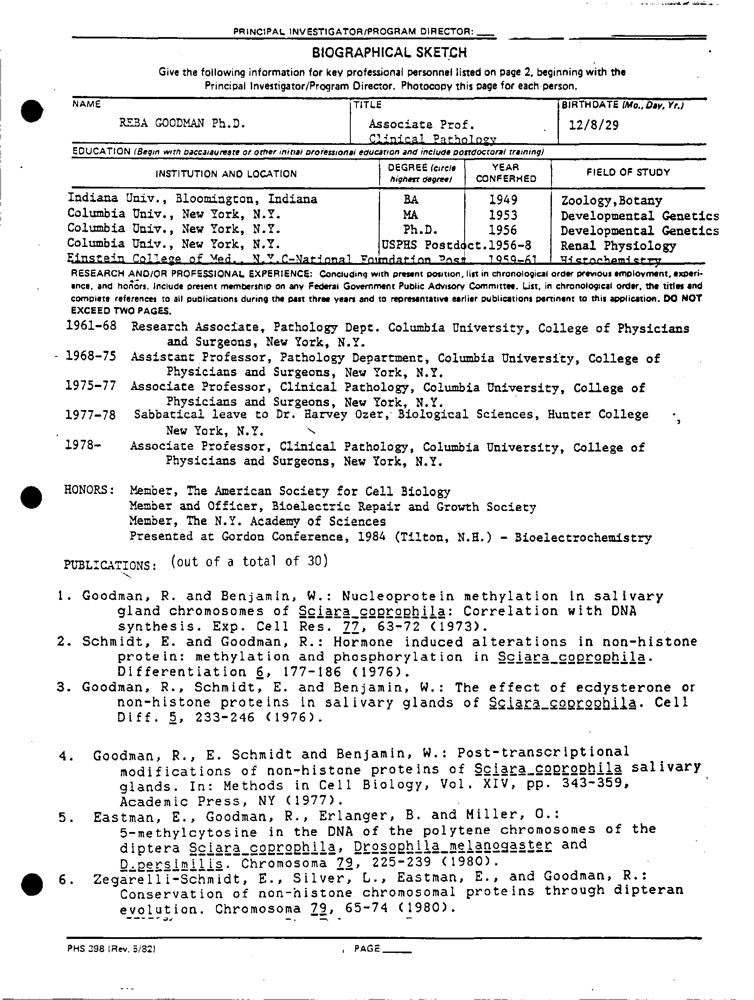 PRINCIPAL INVESTIGATOR/PROGRAM DIRECTOR:
BIOGRAPHICAL SKETCH
Give the following information for key professional personnel listed on page 2, beginning with the
Principal Investigator/Program Director. Photocopy this page for each person.
NAME TITLE BIRTHDATE (Mo., Day, Yr.)
REBA GOODMAN Ph.D. Associate Prof. 12/8/29
Clinical Pathology
EDUCATION (Begin with baccalaureate or other initial professional education and include postdoctoral training)
INSTITUTION AND LOCATION DEGREE (circle highest degree) YEAR CONFERRED FIELD OF STUDY
Indiana Univ., Bloomington, Indiana BA 1949 Zoology,Botany
Columbia Univ., New York, N.Y. MA 1953 Developmental Genetics
Columbia Univ., New York, N.Y. Ph.D. 1956 Developmental Genetics
Columbia Univ., New York, N.Y. USPHS Postdoct.1956-8 Renal Physiology
Einstein College of Med., N.Y.C-National Foundation Post. 1959-61 Histochemistry
RESEARCH AND/OR PROFESSIONAL EXPERIENCE: Concluding with present position, list in chronological order previous employment, experi-
ence, and honors. Include present membership on any Federal Government Public Advisory Committee. List, in chronological order, the titles and
complete references to all publications during the past three years and to representative earlier publications pertinent to this application. DO NOT
EXCEED TWO PAGES.
1961-68 Research Associate, Pathology Dept. Columbia University, College of Physicians
and Surgeons, New York, N.Y.
1968-75 Assistant Professor, Pathology Department, Columbia University, College of
Physicians and Surgeons, New York, N.Y.
1975-77 Associate Professor, Clinical Pathology, Columbia University, College of
Physicians and Surgeons, New York, N.Y.
1977-78 Sabbatical leave to Dr. Harvey Ozer, Biological Sciences, Hunter College
New York, N.Y.
1978- Associate Professor, Clinical Pathology, Columbia University, College of
Physicians and Surgeons, New York, N.Y.
HONORS: Member, The American Society for Cell Biology
Member and Officer, Bioelectric Repair and Growth Society
Member, The N.Y. Academy of Sciences
Presented at Gordon Conference, 1984 (Tilton, N.H.) - Bioelectrochemistry
PUBLICATIONS: (out of a total of 30)
1. Goodman, R. and Benjamin, W.: Nucleoprotein methylation in salivary
gland chromosomes of Sciara coprophila: Correlation with DNA
synthesis. Exp. Cell Res. 77, 63-72 (1973).
2. Schmidt, E. and Goodman, R.: Hormone induced alterations in non-histone
protein: methylation and phosphorylation in Sciara coprophila.
Differentiation 6, 177-186 (1976).
3. Goodman, R., Schmidt, E. and Benjamin, W.: The effect of ecdysterone or
non-histone proteins in salivary glands of Sciara coprophila. Cell
Diff. 5, 233-246 (1976).
4. Goodman, R., E. Schmidt and Benjamin, W.: Post-transcriptional
modifications of non-histone proteins of Sciara coprophila salivary
glands. In: Methods in Cell Biology, Vol. XIV, pp. 343-359,
Academic Press, NY (1977).
5. Eastman, E., Goodman, R., Erlanger, B. and Miller, O.:
5-methylcytosine in the DNA of the polytene chromosomes of the
diptera Sciara coprophila, Drosophila melanogaster and
D.persimilis. Chromosoma 79, 225-239 (1980).
6. Zegarelli-Schmidt, E., Silver, L., Eastman, E., and Goodman, R.:
Conservation of non-histone chromosomal proteins through dipteran
evolution. Chromosoma 79, 65-74 (1980).
PHS 398 (Rev. 5/82) PAGE